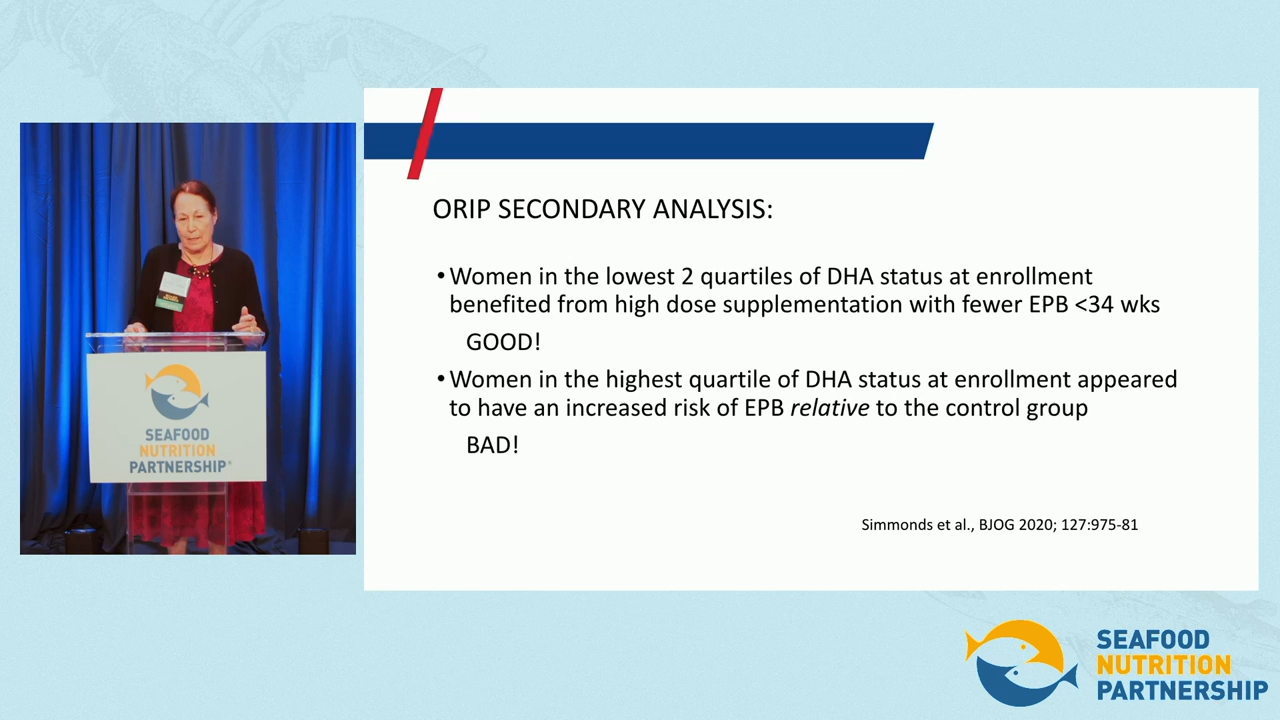 ORIP SECONDARY ANALYSIS:
• Women in the lowest 2 quartiles of DHA status at enrollment
benefited from high dose supplementation with fewer EPB <34 wks
GOOD!
• Women in the highest quartile of DHA status at enrollment appeared
to have an increased risk of EPB relative to the control group
BAD!
Simmonds et al., BJOG 2020; 127:975-81
SEAFOOD
NUTRITION
PARTNERSHIP®
SEAFOOD
NUTRITION
PARTNERSHIP